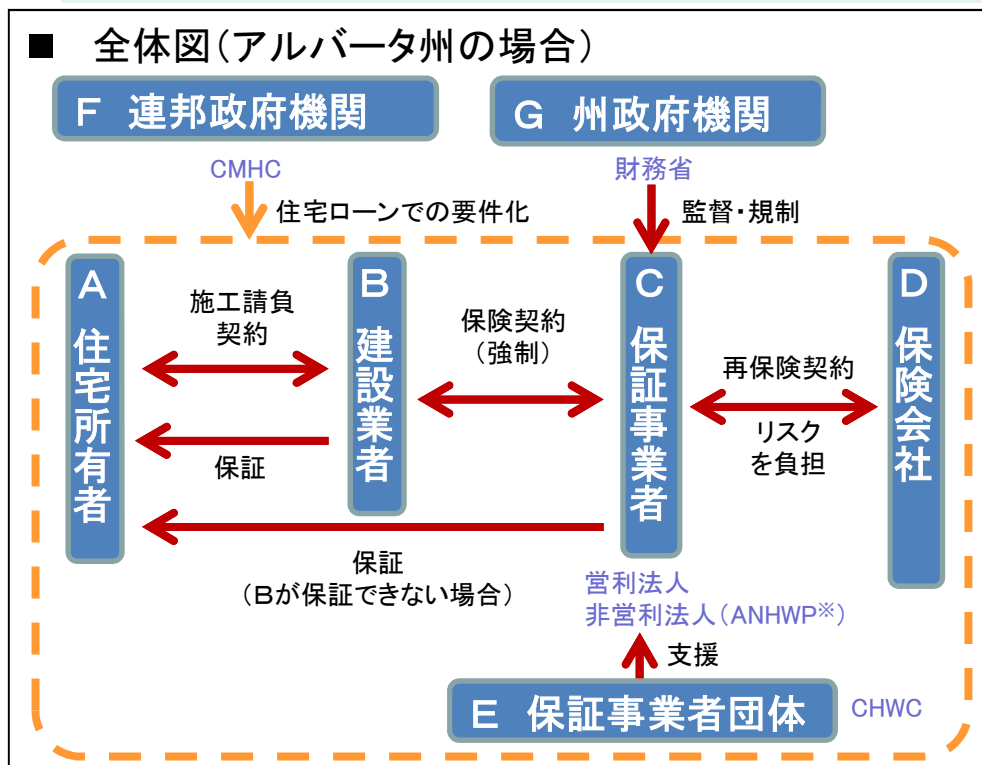 ■ 全体図(アルバータ州の場合)
F 連邦政府機関
G 州政府機関
CMHC
財務省
住宅ローンでの要件化
監督・規制
A 住宅所有者
施工請負
契約
B 建設業者
保険契約
(強制)
C 保証事業者
再保険契約
リスク
を負担
D 保険会社
保証
保証
(Bが保証できない場合)
営利法人
非営利法人(ANHWP※)
支援
E 保証事業者団体
CHWC